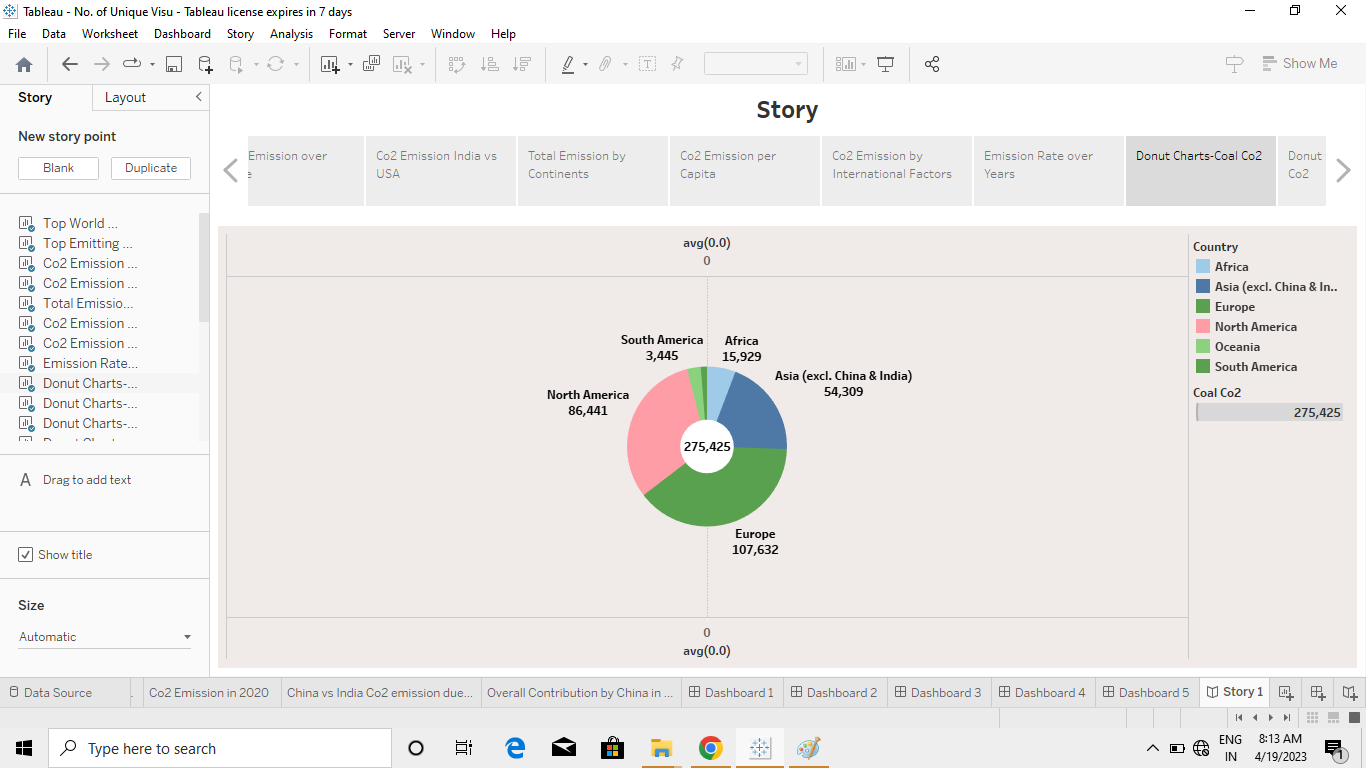 Tableau - No. of Unique Visu - Tableau license expires in 7 days
File Data Worksheet Dashboard Story Analysis Format Server Window Help
Show Me
Story Layout
New story point
Blank Duplicate
Top World ...
Top Emitting ...
Co2 Emission ...
Co2 Emission ...
Total Emissio...
Co2 Emission ...
Co2 Emission ...
Emission Rate...
Donut Charts-...
Donut Charts-...
Donut Charts-...
A Drag to add text
Show title
Size
Automatic
Story
Emission over
e
Co2 Emission India vs
USA
Total Emission by
Continents
Co2 Emission per
Capita
Co2 Emission by
International Factors
Emission Rate over
Years
Donut Charts-Coal Co2
Donut
Co2
avg(0.0)
0
South America
3,445
Africa
15,929
Asia (excl. China & India)
54,309
North America
86,441
275,425
Europe
107,632
0
avg(0.0)
Country
Africa
Asia (excl. China & In..
Europe
North America
Oceania
South America
Coal Co2
275,425
Data Source Co2 Emission in 2020 China vs India Co2 emission due... Overall Contribution by China in ... Dashboard 1 Dashboard 2 Dashboard 3 Dashboard 4 Dashboard 5 Story 1
Type here to search
ENG
IN
8:13 AM
4/19/2023
1